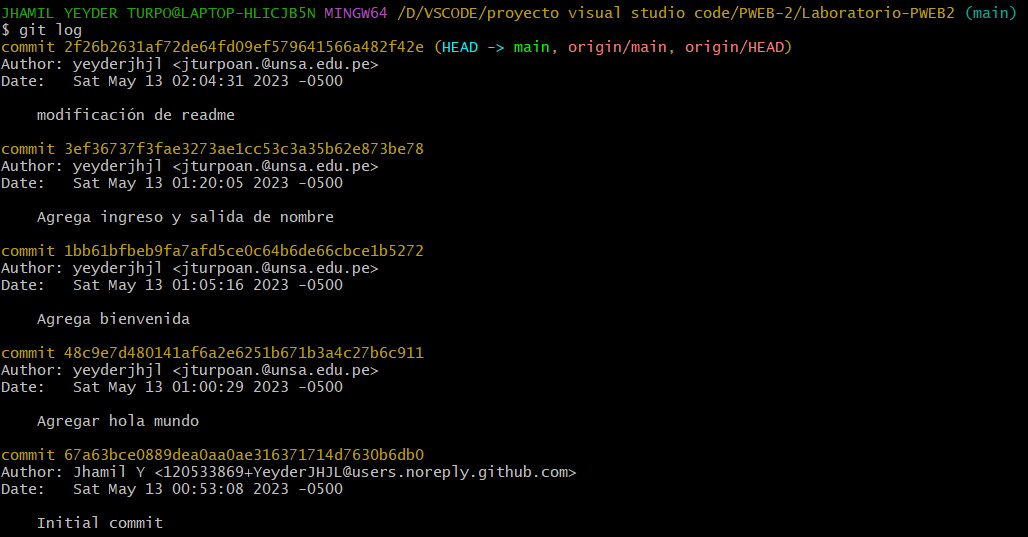 JHAMIL YEYDER TURPO@LAPTOP-HLICJB5N MINGW64 /D/VSCODE/proyecto visual studio code/PWEB-2/Laboratorio-PWEB2 (main)
$ git log
commit 2f26b2631af72de64fd09ef579641566a482f42e (HEAD -> main, origin/main, origin/HEAD)
Author: yeyderjhjl <jturpoan.@unsa.edu.pe>
Date:   Sat May 13 02:04:31 2023 -0500
modificación de readme
commit 3ef36737f3fae3273ae1cc53c3a35b62e873be78
Author: yeyderjhjl <jturpoan.@unsa.edu.pe>
Date:   Sat May 13 01:20:05 2023 -0500
Agrega ingreso y salida de nombre
commit 1bb61bfbeb9fa7afd5ce0c64b6de66cbce1b5272
Author: yeyderjhjl <jturpoan.@unsa.edu.pe>
Date:   Sat May 13 01:05:16 2023 -0500
Agrega bienvenida
commit 48c9e7d480141af6a2e6251b671b3a4c27b6c911
Author: yeyderjhjl <jturpoan.@unsa.edu.pe>
Date:   Sat May 13 01:00:29 2023 -0500
Agregar hola mundo
commit 67a63bce0889dea0aa0ae316371714d7630b6db0
Author: Jhamil Y <120533869+YeyderJHJL@users.noreply.github.com>
Date:   Sat May 13 00:53:08 2023 -0500
Initial commit